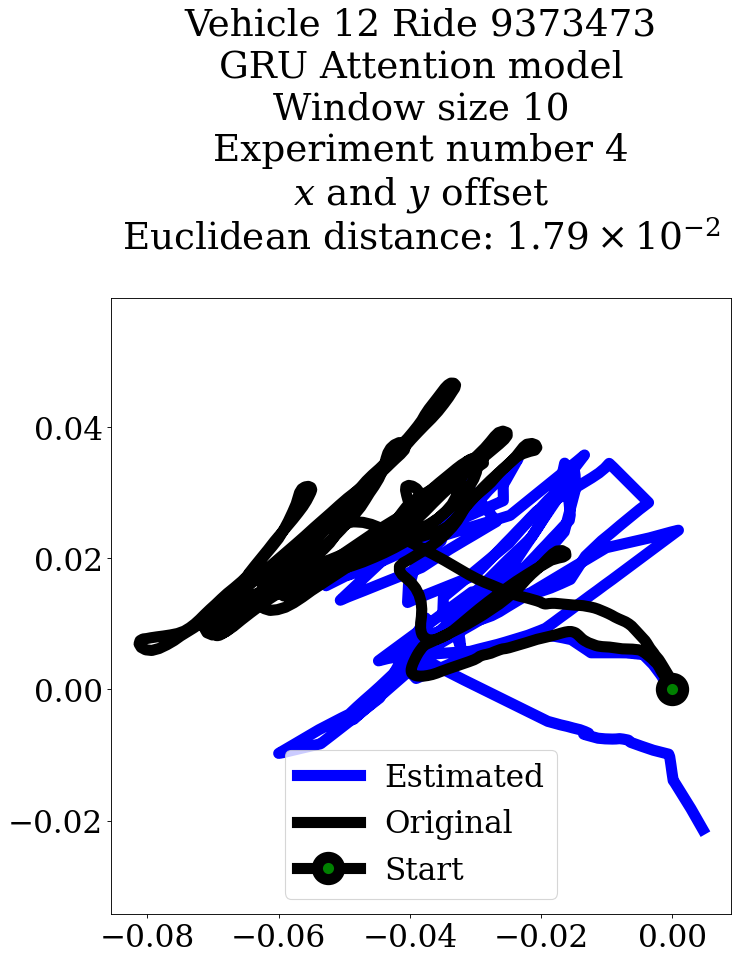 Vehicle 12 Ride 9373473
GRU Attention model
Window size 10
Experiment number 4
x and y offset
Euclidean distance: 1.79 × 10⁻²
0.04
0.02
0.00
−0.02
Estimated
Original
Start
−0.08 −0.06 −0.04 −0.02 0.00